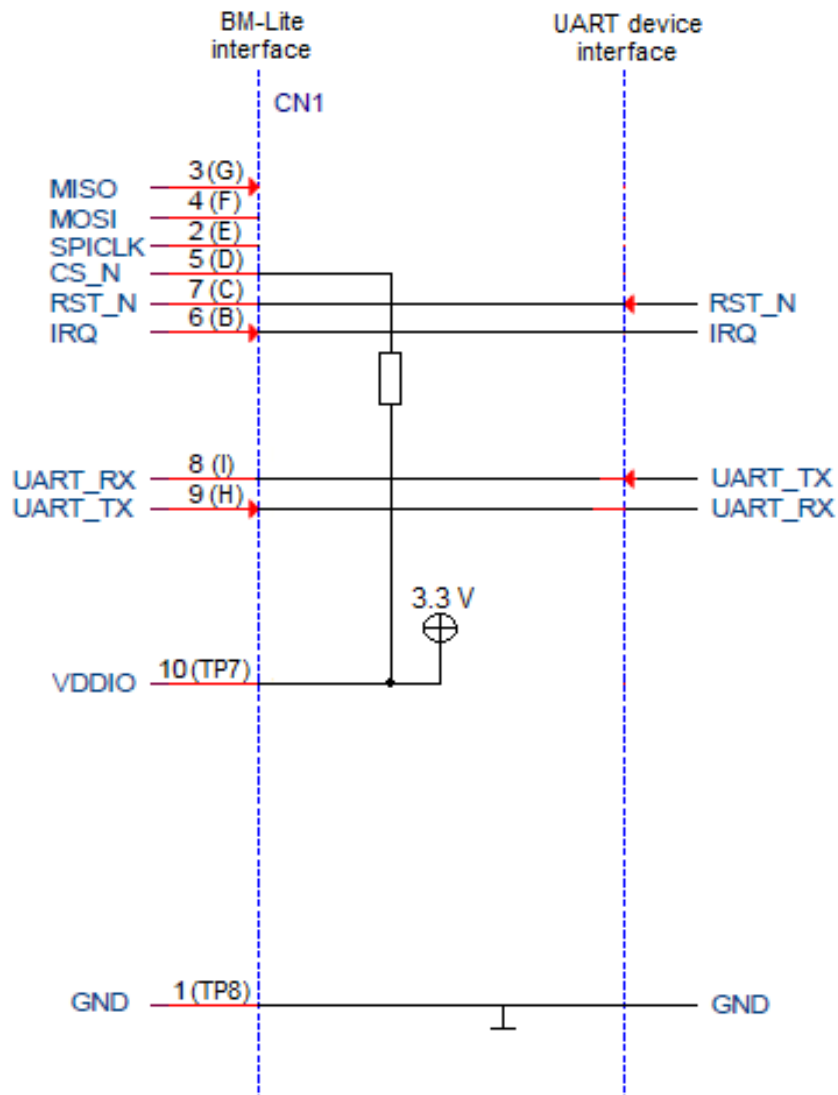 BM-Lite
interface
UART device
interface
CN1
MISO 3 (G)
MOSI 4 (F)
SPICLK 2 (E)
CS_N 5 (D)
RST_N 7 (C) RST_N
IRQ 6 (B) IRQ
UART_RX 8 (I) UART_TX
UART_TX 9 (H) UART_RX
3.3 V
VDDIO 10 (TP7)
GND 1 (TP8) GND